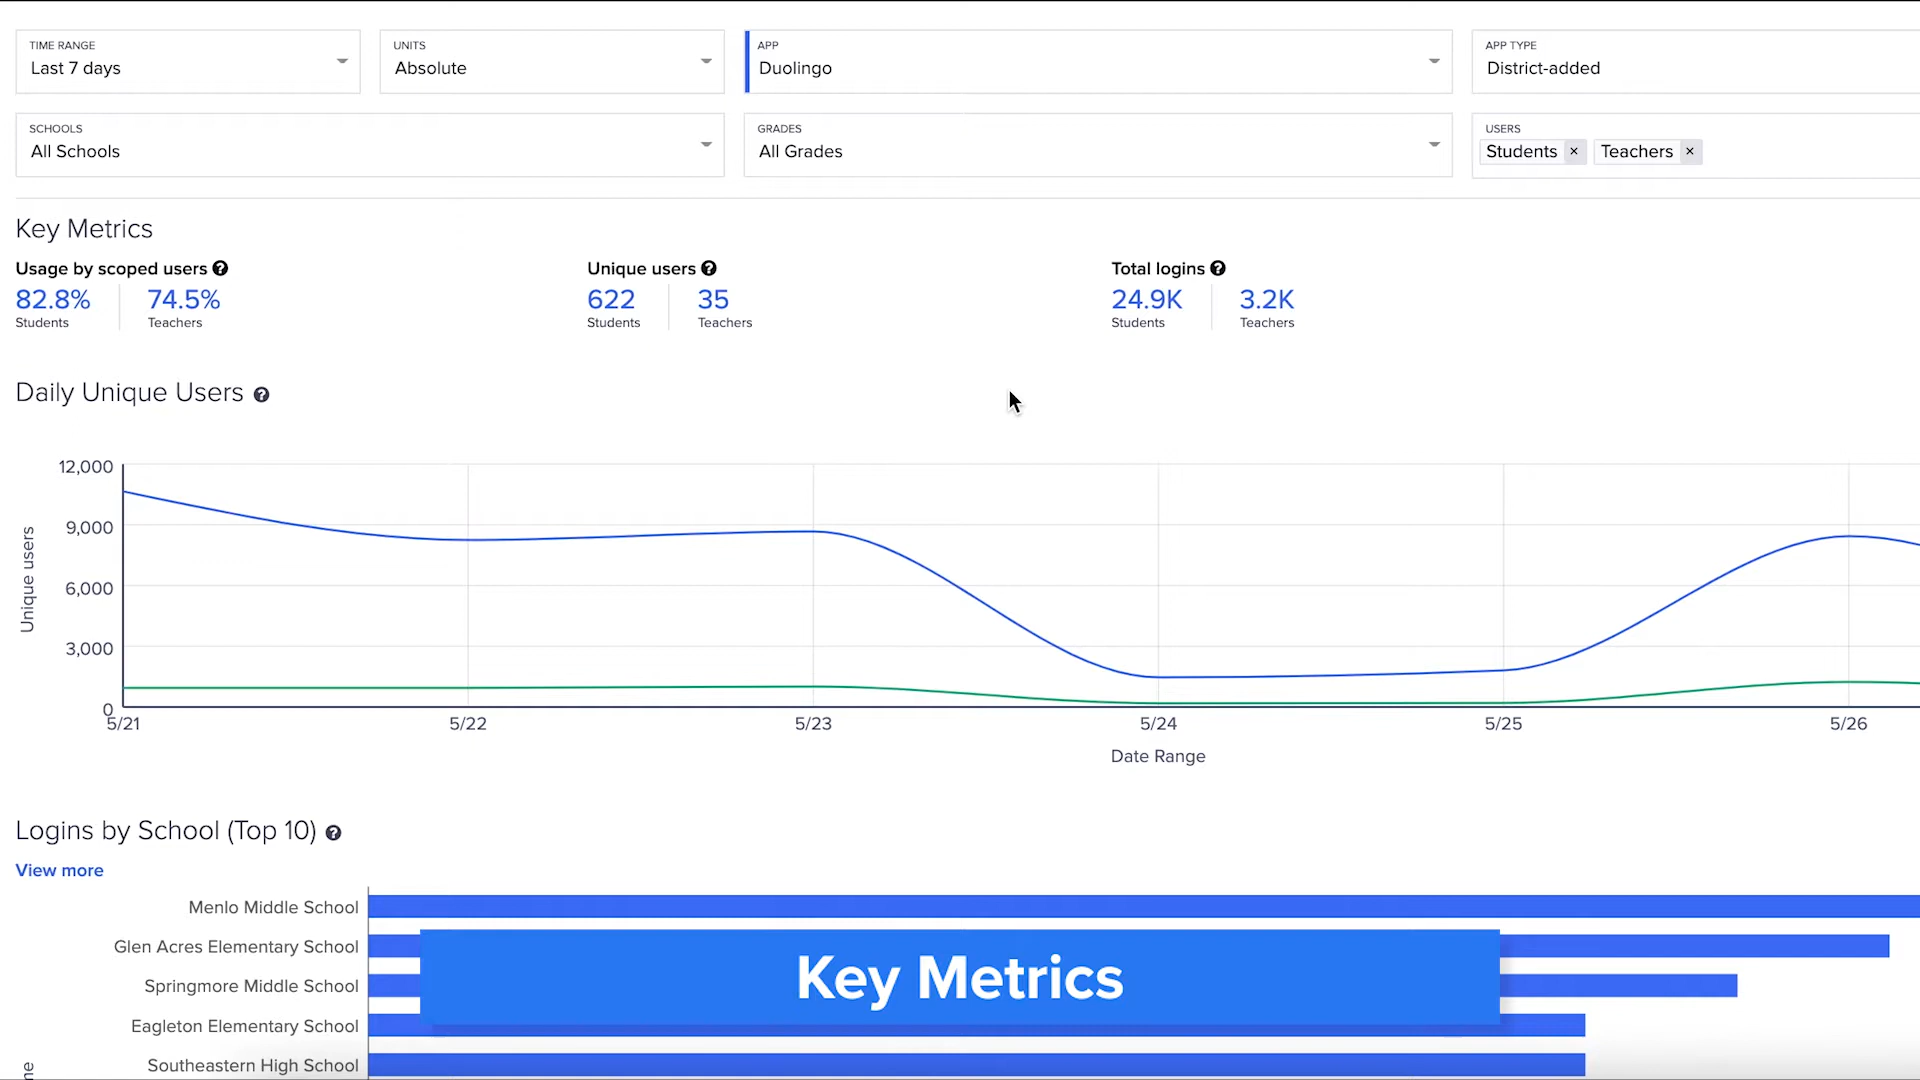 TIME RANGE
Last 7 days
UNITS
Absolute
APP
Duolingo
APP TYPE
District-added
SCHOOLS
All Schools
GRADES
All Grades
USERS
Students × Teachers ×
Key Metrics
Usage by scoped users ?
82.8% 74.5%
Students Teachers
Unique users ?
622 35
Students Teachers
Total logins ?
24.9K 3.2K
Students Teachers
Daily Unique Users ?
Unique users
12,000
9,000
6,000
3,000
0
5/21 5/22 5/23 5/24 5/25 5/26
Date Range
Logins by School (Top 10) ?
View more
Menlo Middle School
Glen Acres Elementary School
Springmore Middle School
Eagleton Elementary School
Southeastern High School
Key Metrics